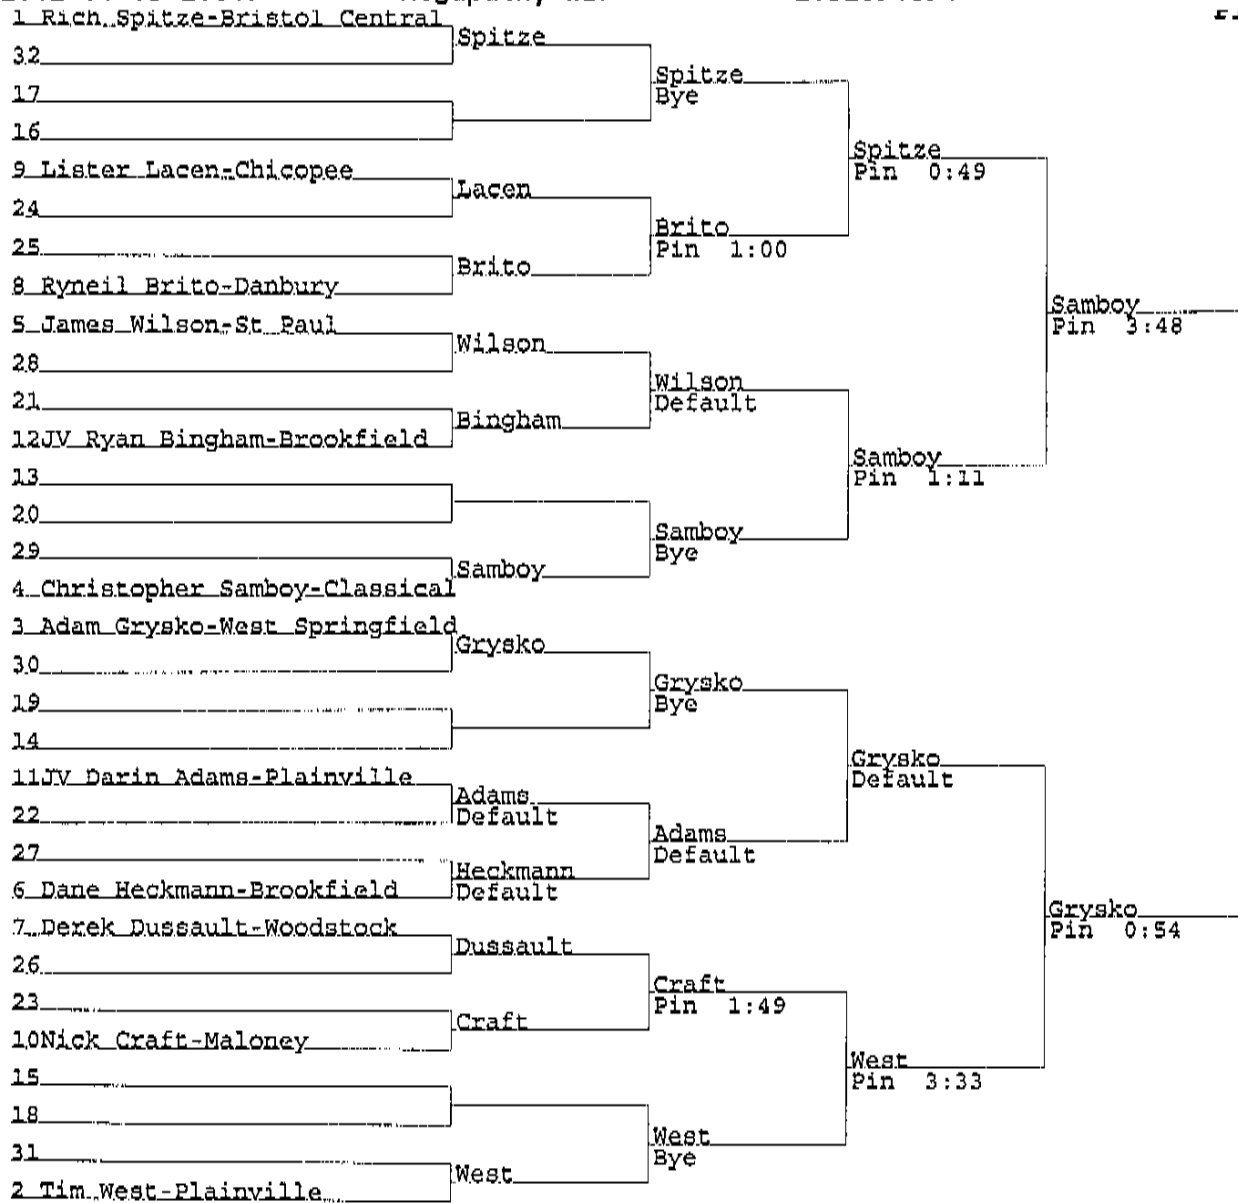 1 Rich Spitze-Bristol Central
Spitze
32
Spitze
Bye
17
16
Spitze
Pin 0:49
9 Lister Lacen-Chicopee
Lacen
24
Brito
Pin 1:00
25
Brito
8 Ryneil Brito-Danbury
Samboy
Pin 3:48
5 James Wilson-St Paul
Wilson
28
Wilson
Default
21
Bingham
12JV Ryan Bingham-Brookfield
Samboy
Pin 1:11
13
20
Samboy
Bye
29
Samboy
4 Christopher Samboy-Classical
3 Adam Grysko-West Springfield
Grysko
30
Grysko
Bye
19
14
Grysko
Default
11JV Darin Adams-Plainville
Adams
Default
22
Adams
Default
27
Heckmann
Default
6 Dane Heckmann-Brookfield
Grysko
Pin 0:54
7 Derek Dussault-Woodstock
Dussault
26
Craft
Pin 1:49
23
Craft
10Nick Craft-Maloney
West
Pin 3:33
15
18
West
Bye
31
West
2 Tim West-Plainville